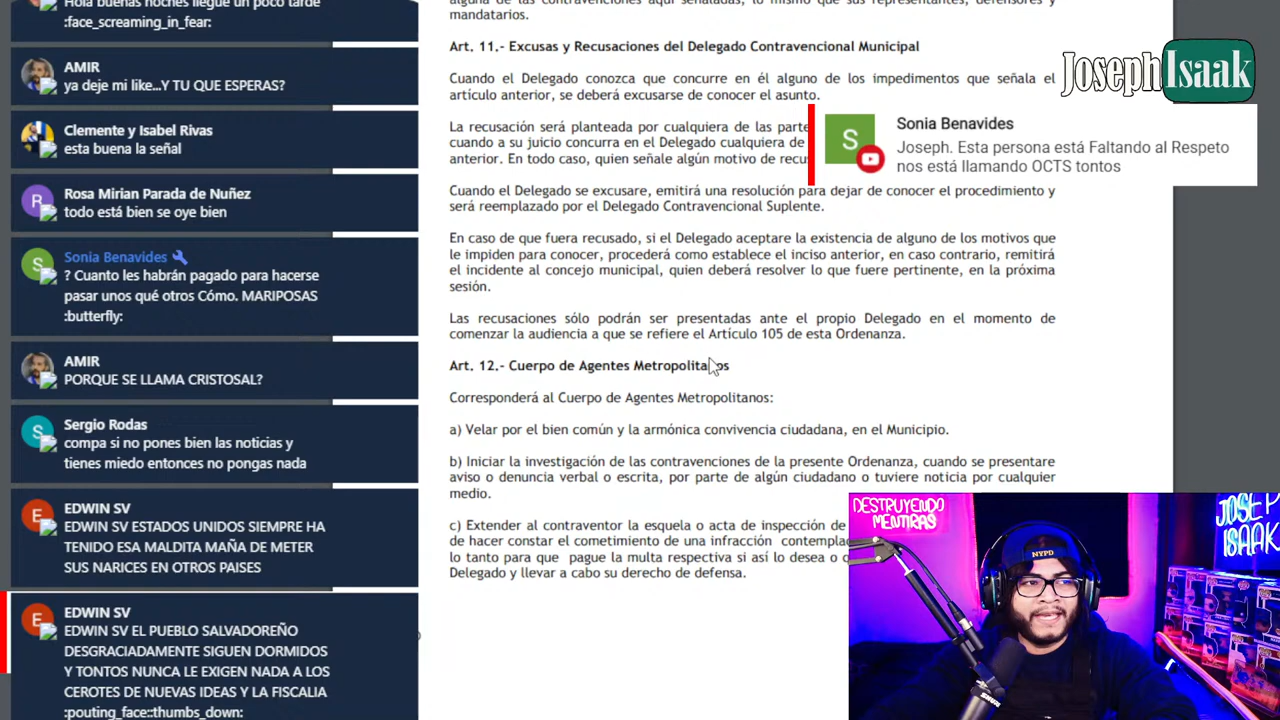 Hola buenas noches llegue un poco tarde
:face_screaming_in_fear:
AMIR
ya deje mi like...Y TU QUE ESPERAS?
Clemente y Isabel Rivas
esta buena la señal
R
Rosa Mirian Parada de Nuñez
todo está bien se oye bien
S
Sonia Benavides
? Cuanto les habrán pagado para hacerse
pasar unos qué otros Cómo. MARIPOSAS
:butterfly:
AMIR
PORQUE SE LLAMA CRISTOSAL?
S
Sergio Rodas
compa si no pones bien las noticias y
tienes miedo entonces no pongas nada
E
EDWIN SV
EDWIN SV ESTADOS UNIDOS SIEMPRE HA
TENIDO ESA MALDITA MAÑA DE METER
SUS NARICES EN OTROS PAISES
E
EDWIN SV
EDWIN SV EL PUEBLO SALVADOREÑO
DESGRACIADAMENTE SIGUEN DORMIDOS
Y TONTOS NUNCA LE EXIGEN NADA A LOS
CEROTES DE NUEVAS IDEAS Y LA FISCALIA
:pouting_face::thumbs_down:
alguna de las contravenciones aquí señaladas, lo mismo que sus representantes, defensores y
mandatarios.
Art. 11.- Excusas y Recusaciones del Delegado Contravencional Municipal
Cuando el Delegado conozca que concurre en él alguno de los impedimentos que señala el
artículo anterior, se deberá excusarse de conocer el asunto.
La recusación será planteada por cualquiera de las parte
cuando a su juicio concurra en el Delegado cualquiera de
anterior. En todo caso, quien señale algún motivo de recus
Cuando el Delegado se excusare, emitirá una resolución para dejar de conocer el procedimiento y
será reemplazado por el Delegado Contravencional Suplente.
En caso de que fuera recusado, si el Delegado aceptare la existencia de alguno de los motivos que
le impiden para conocer, procederá como establece el inciso anterior, en caso contrario, remitirá
el incidente al concejo municipal, quien deberá resolver lo que fuere pertinente, en la próxima
sesión.
Las recusaciones sólo podrán ser presentadas ante el propio Delegado en el momento de
comenzar la audiencia a que se refiere el Artículo 105 de esta Ordenanza.
Art. 12.- Cuerpo de Agentes Metropolitanos
Corresponderá al Cuerpo de Agentes Metropolitanos:
a) Velar por el bien común y la armónica convivencia ciudadana, en el Municipio.
b) Iniciar la investigación de las contravenciones de la presente Ordenanza, cuando se presentare
aviso o denuncia verbal o escrita, por parte de algún ciudadano o tuviere noticia por cualquier
medio.
c) Extender al contraventor la esquela o acta de inspección de
de hacer constar el cometimiento de una infracción contempla
lo tanto para que pague la multa respectiva si así lo desea o
Delegado y llevar a cabo su derecho de defensa.
JosephIsaak
S
Sonia Benavides
Joseph. Esta persona está Faltando al Respeto
nos está llamando OCTS tontos
DESTRUYENDO
MENTIRAS
NYPD
JOSEP
ISAAK